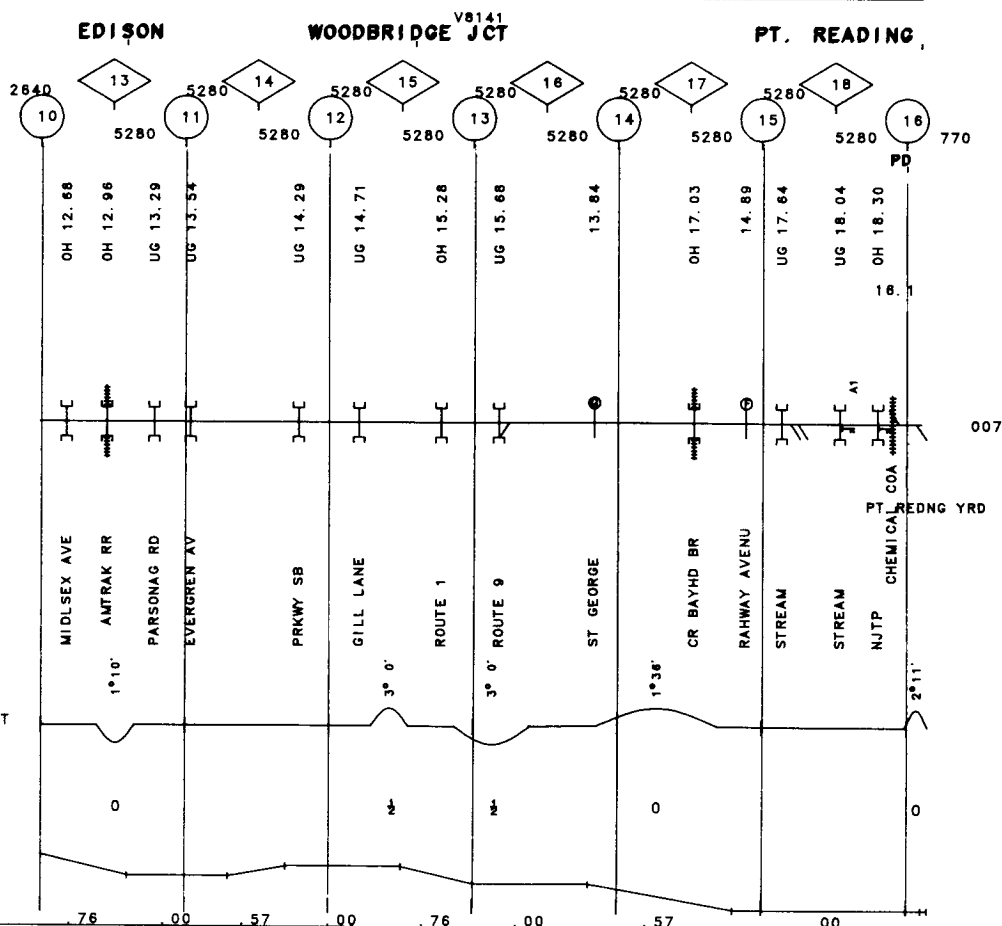 V8141
EDISON WOODBRIDGE JCT PT. READING
13 14 15 16 17 18
2640 5280 5280 5280 5280 5280
10 11 12 13 14 15 16
5280 5280 5280 5280 5280 5280 770
PD
OH 12.68
OH 12.96
UG 13.29
UG 13.54
UG 14.29
UG 14.71
OH 15.28
UG 15.68
13.84
OH 17.03
14.89
UG 17.64
UG 18.04
OH 18.30
16.1
A1
007
PT REDNG YRD
MIDLSEX AVE
AMTRAK RR
PARSONAG RD
EVERGREN AV
PRKWY SB
GILL LANE
ROUTE 1
ROUTE 9
ST GEORGE
CR BAYHD BR
RAHWAY AVENU
STREAM
STREAM
NJTP
CHEMICAL COA
1°10' 3° 0' 3° 0' 1°36' 2°11'
T
0 ½ ½ 0 0
.76 .00 .57 .00 .76 .00 .57 .00